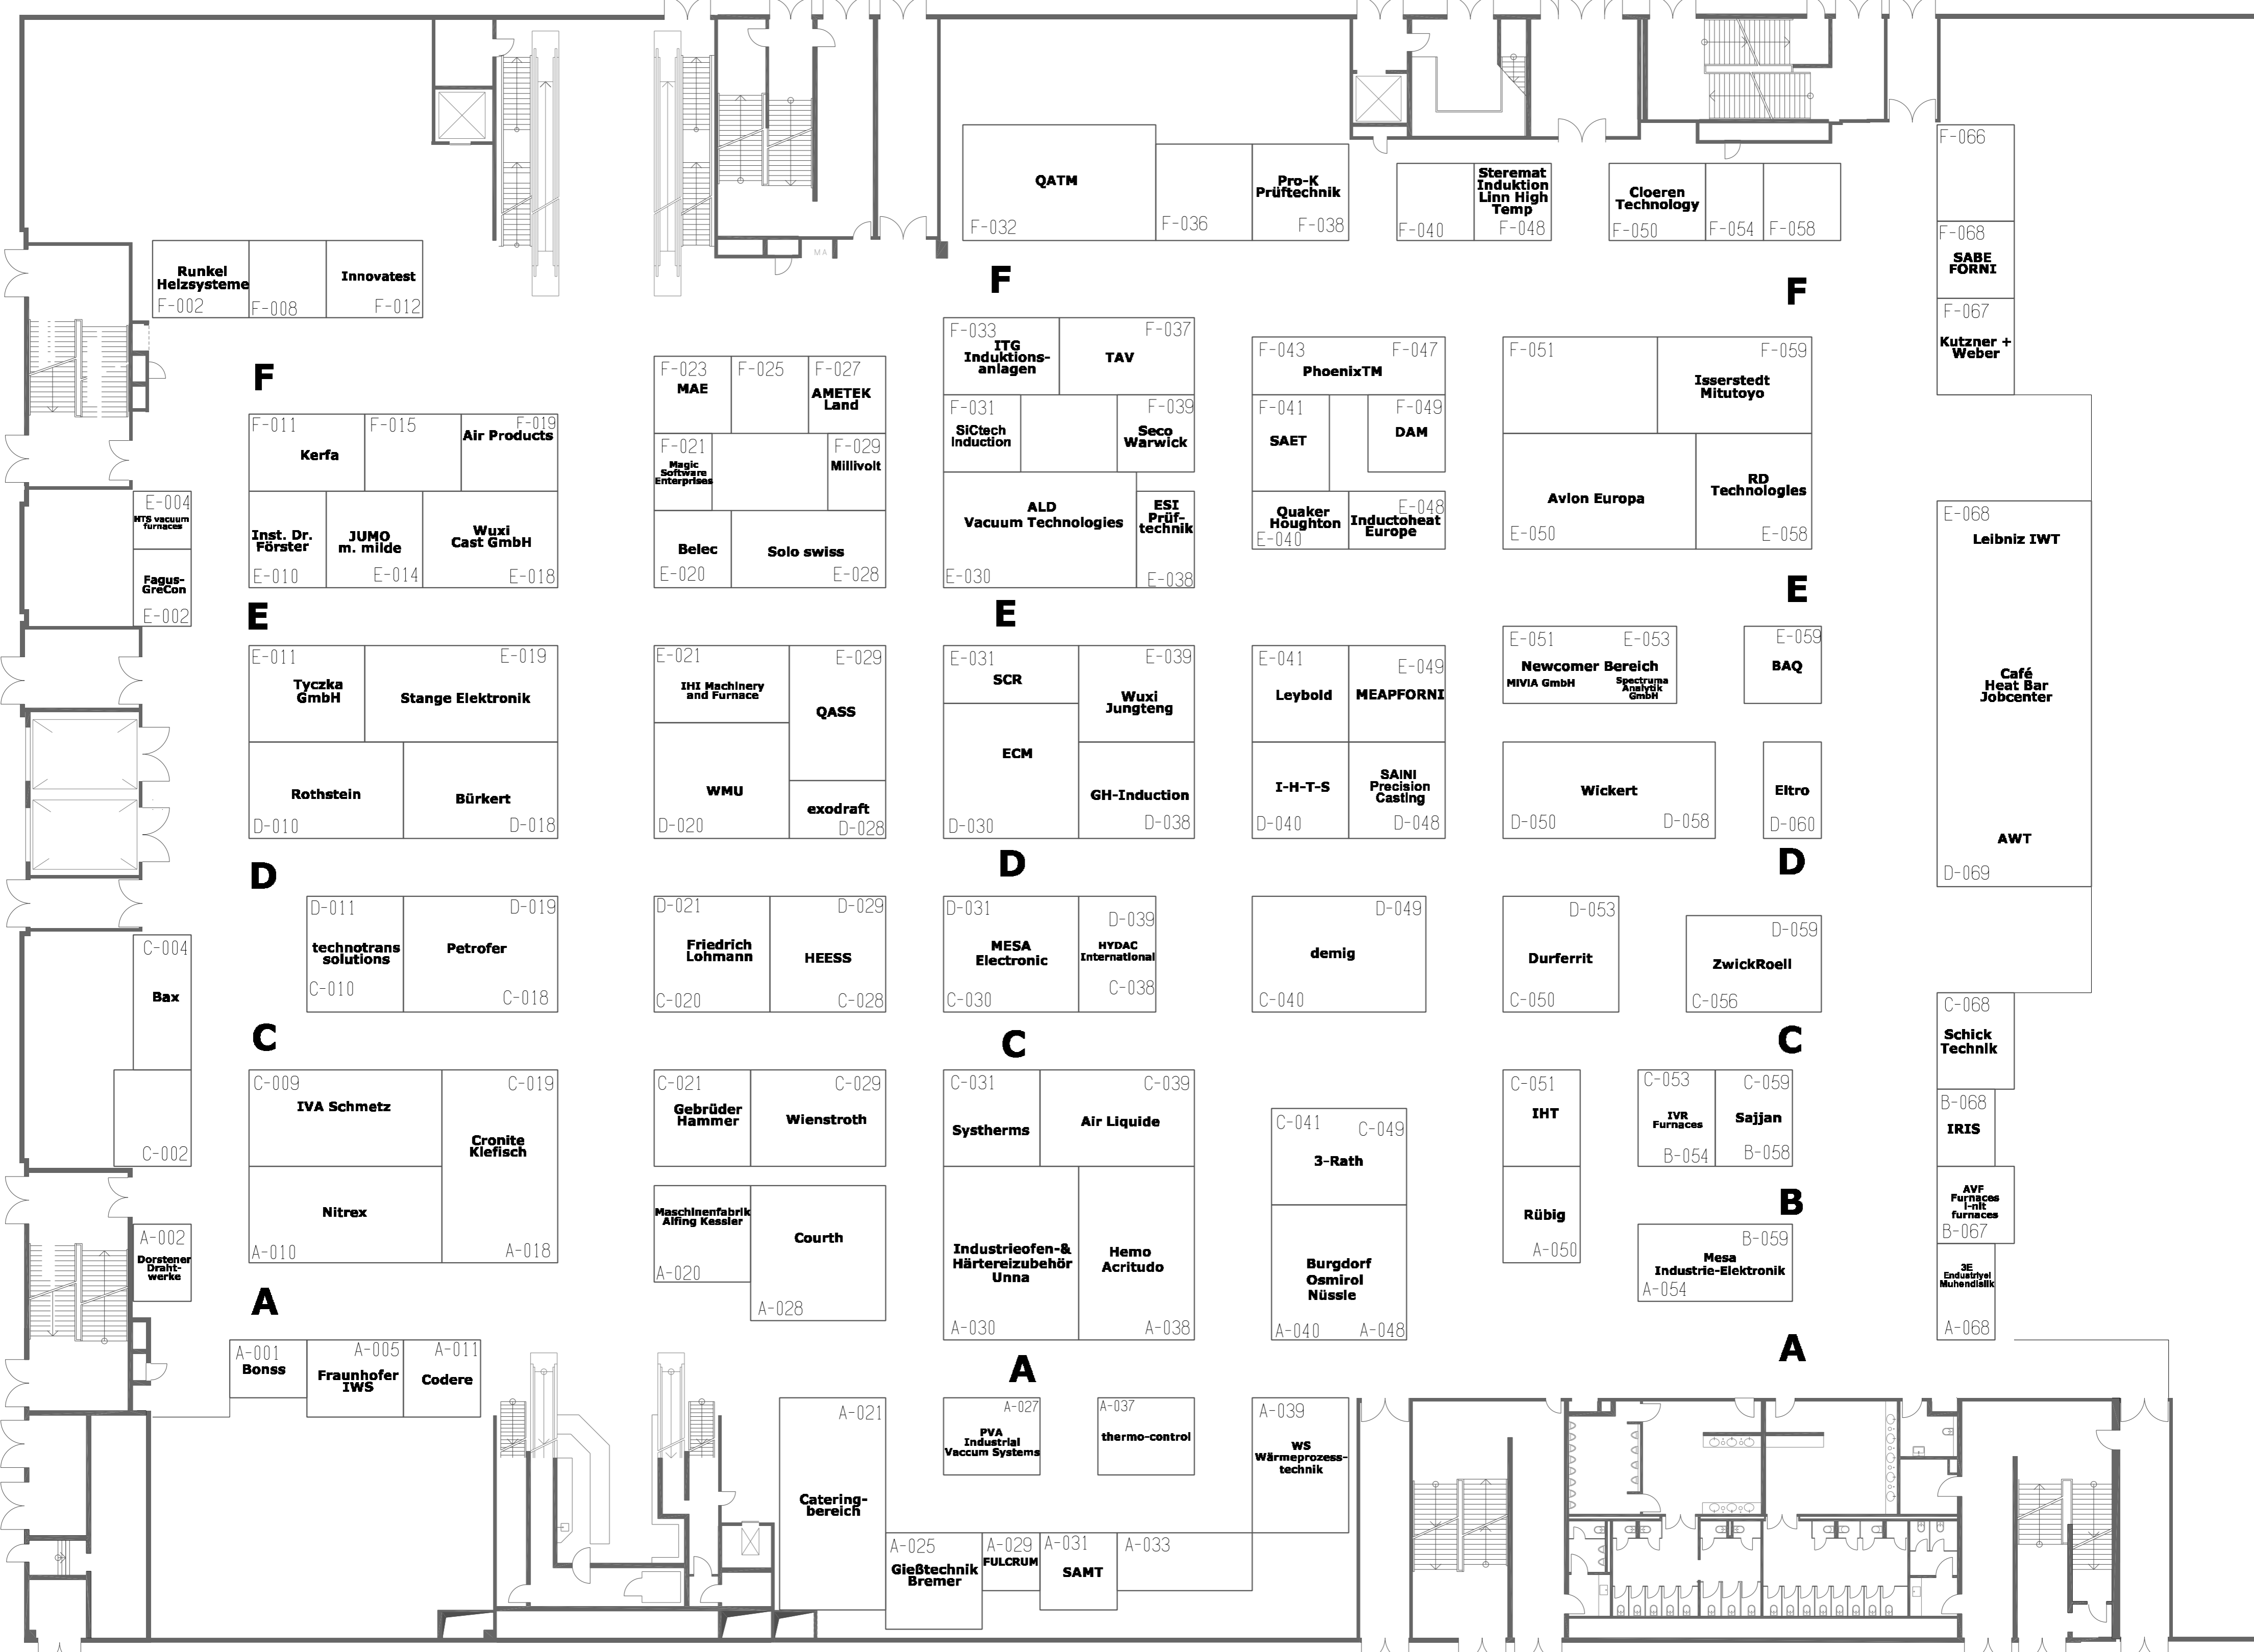 MA
F-066
QATM
F-032
F-036
Pro-K
Prüftechnik
F-038
F-040
Steremat
Induktion
Linn High
Temp
F-048
Cloeren
Technology
F-050
F-054
F-058
F-068
SABE
FORNI
F-067
Kutzner +
Weber
Runkel
Helzsysteme
F-002
F-008
Innovatest
F-012
F
F
F
F-033
ITG
Induktions-
anlagen
F-037
TAV
F-031
SiCtech
Induction
F-039
Seco
Warwick
ALD
Vacuum Technologies
E-030
ESI
Prüf-
technik
E-038
F-043
F-047
PhoenixTM
F-041
SAET
F-049
DAM
Quaker
Houghton
E-040
E-048
Inductoheat
Europe
F-051
F-059
Isserstedt
Mitutoyo
Avion Europa
E-050
RD
Technologies
E-058
F-023
MAE
F-025
F-027
AMETEK
Land
F-021
Magic
Software
Enterprises
F-029
Millivolt
Belec
E-020
Solo swiss
E-028
F-011
Kerfa
F-015
F-019
Air Products
Inst. Dr.
Förster
E-010
JUMO
m. milde
E-014
Wuxi
Cast GmbH
E-018
E-004
HTS vacuum
furnaces
Fagus-
GreCon
E-002
E
E
E
E-068
Leibniz IWT
Café
Heat Bar
Jobcenter
AWT
D-069
E-011
Tyczka
GmbH
E-019
Stange Elektronik
Rothstein
D-010
Bürkert
D-018
E-021
IHI Machinery
and Furnace
E-029
QASS
WMU
D-020
exodraft
D-028
E-031
SCR
E-039
Wuxi
Jungteng
ECM
D-030
GH-Induction
D-038
E-041
Leybold
E-049
MEAPFORNI
I-H-T-S
D-040
SAINI
Precision
Casting
D-048
E-051
E-053
Newcomer Bereich
MiViA GmbH
Spectruma
Analytik
GmbH
E-059
BAQ
Wickert
D-050
D-058
Eltro
D-060
D
D
D
C-004
Bax
C-002
D-011
technotrans
solutions
C-010
D-019
Petrofer
C-018
D-021
Friedrich
Lohmann
C-020
D-029
HEESS
C-028
D-031
MESA
Electronic
C-030
D-039
HYDAC
International
C-038
D-049
demig
C-040
D-053
Durferrit
C-050
D-059
ZwickRoell
C-056
C
C
C
C-068
Schick
Technik
B-068
IRIS
AVF
Furnaces
i-nit
furnaces
B-067
3E
Endustriyel
Muhendislik
A-068
C-009
IVA Schmetz
C-019
Cronite
Klefisch
Nitrex
A-010
A-018
C-021
Gebrüder
Hammer
C-029
Wienstroth
Maschinenfabrik
Alfing Kessler
A-020
Courth
A-028
C-031
Systherms
C-039
Air Liquide
Industrieofen-&
Härtereizubehör
Unna
A-030
Hemo
Acritudo
A-038
C-041
C-049
3-Rath
Burgdorf
Osmirol
Nüssle
A-040
A-048
C-051
IHT
Rübig
A-050
C-053
IVR
Furnaces
B-054
C-059
Sajjan
B-058
B
B-059
Mesa
Industrie-Elektronik
A-054
A-002
Dorstener
Draht-
werke
A
A
A
A-001
Bonss
A-005
Fraunhofer
IWS
A-011
Codere
A-021
Catering-
bereich
A-027
PVA
Industrial
Vaccum Systems
A-037
thermo-control
A-039
WS
Wärmeprozess-
technik
A-025
Gießtechnik
Bremer
A-029
FULCRUM
A-031
SAMT
A-033